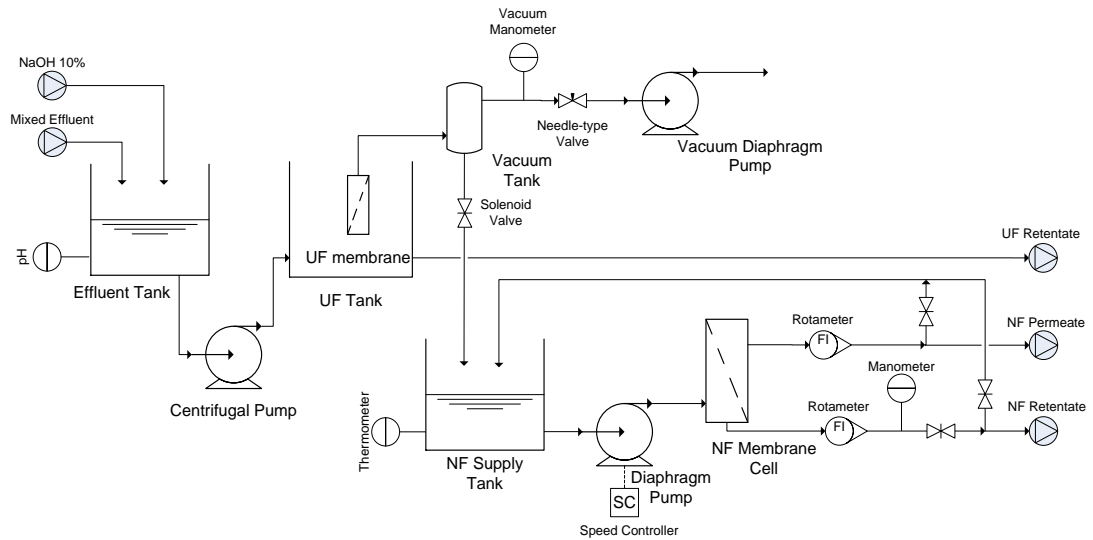 Vacuum
Manometer
NaOH 10%
Mixed Effluent
Needle-type
Valve
Vacuum Diaphragm
Pump
Vacuum
Tank
Solenoid
Valve
pH
UF membrane
UF Retentate
Effluent Tank
UF Tank
Rotameter
FI
NF Permeate
Manometer
Centrifugal Pump
Thermometer
Rotameter
FI
NF Retentate
NF Membrane
Cell
NF Supply
Tank
Diaphragm
Pump
SC
Speed Controller